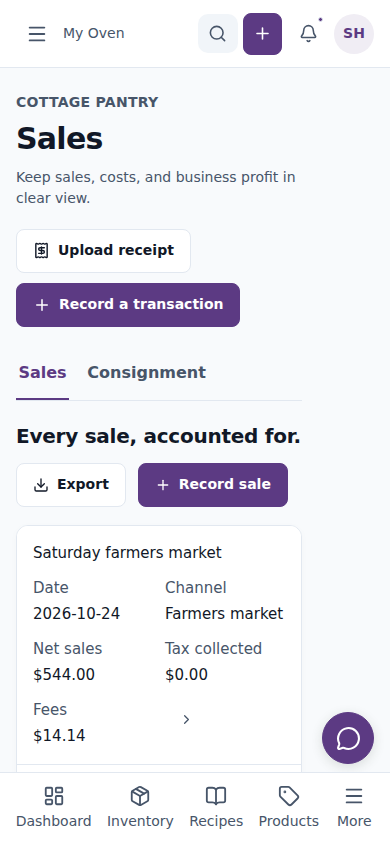 My Oven
SH
COTTAGE PANTRY
Sales
Keep sales, costs, and business profit in
clear view.
Upload receipt
Record a transaction
Sales Consignment
Every sale, accounted for.
Export Record sale
Saturday farmers market
Date Channel
2026-10-24 Farmers market
Net sales Tax collected
$544.00 $0.00
Fees
$14.14
Dashboard Inventory Recipes Products More